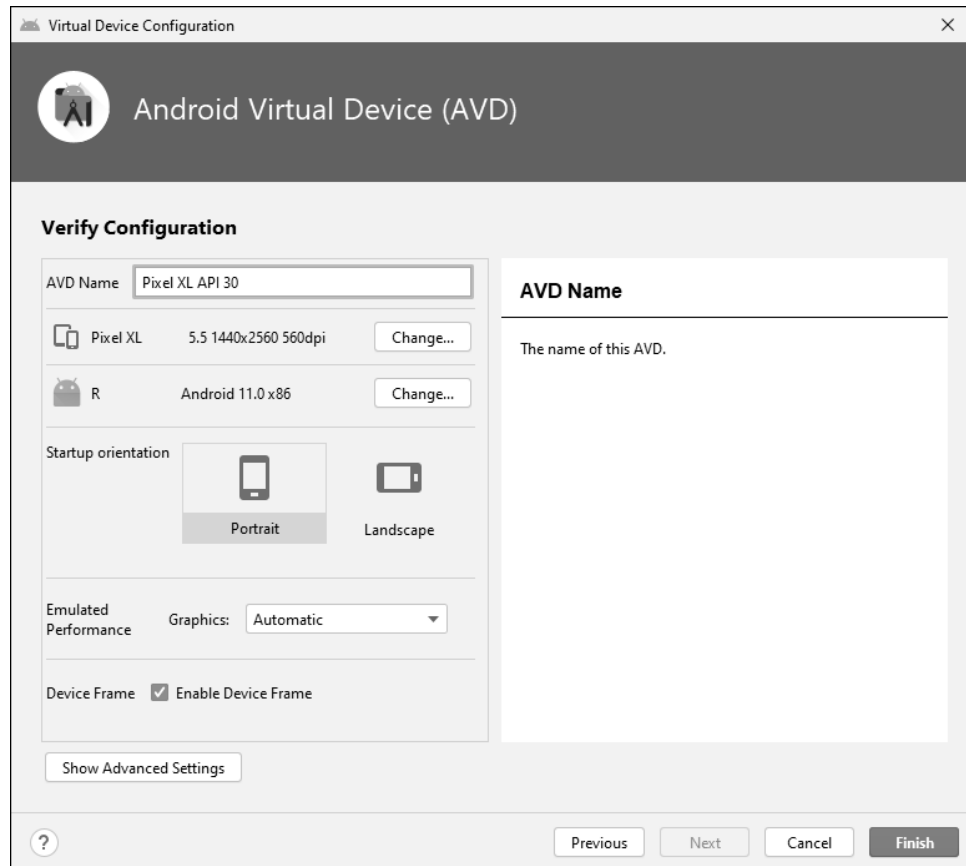 Virtual Device Configuration
Android Virtual Device (AVD)
Verify Configuration
AVD Name Pixel XL API 30
Pixel XL 5.5 1440x2560 560dpi Change...
R Android 11.0 x86 Change...
Startup orientation
Portrait
Landscape
Emulated
Performance
Graphics: Automatic
Device Frame Enable Device Frame
Show Advanced Settings
AVD Name
The name of this AVD.
?
Previous Next Cancel Finish